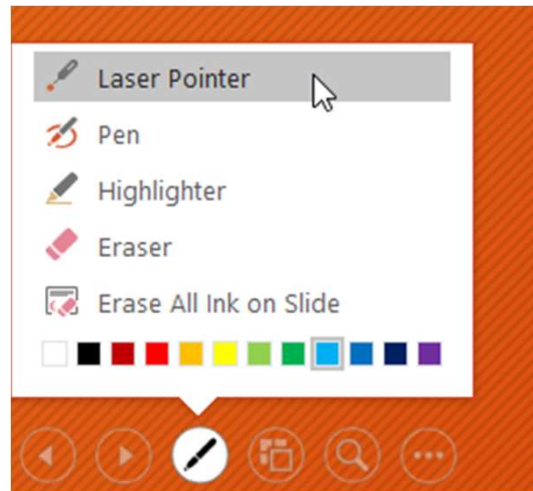 Laser Pointer
Pen
Highlighter
Eraser
Erase All Ink on Slide